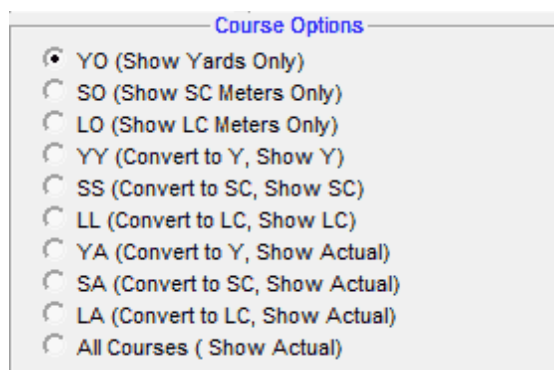 Course Options
YO (Show Yards Only)
SO (Show SC Meters Only)
LO (Show LC Meters Only)
YY (Convert to Y, Show Y)
SS (Convert to SC, Show SC)
LL (Convert to LC, Show LC)
YA (Convert to Y, Show Actual)
SA (Convert to SC, Show Actual)
LA (Convert to LC, Show Actual)
All Courses ( Show Actual)